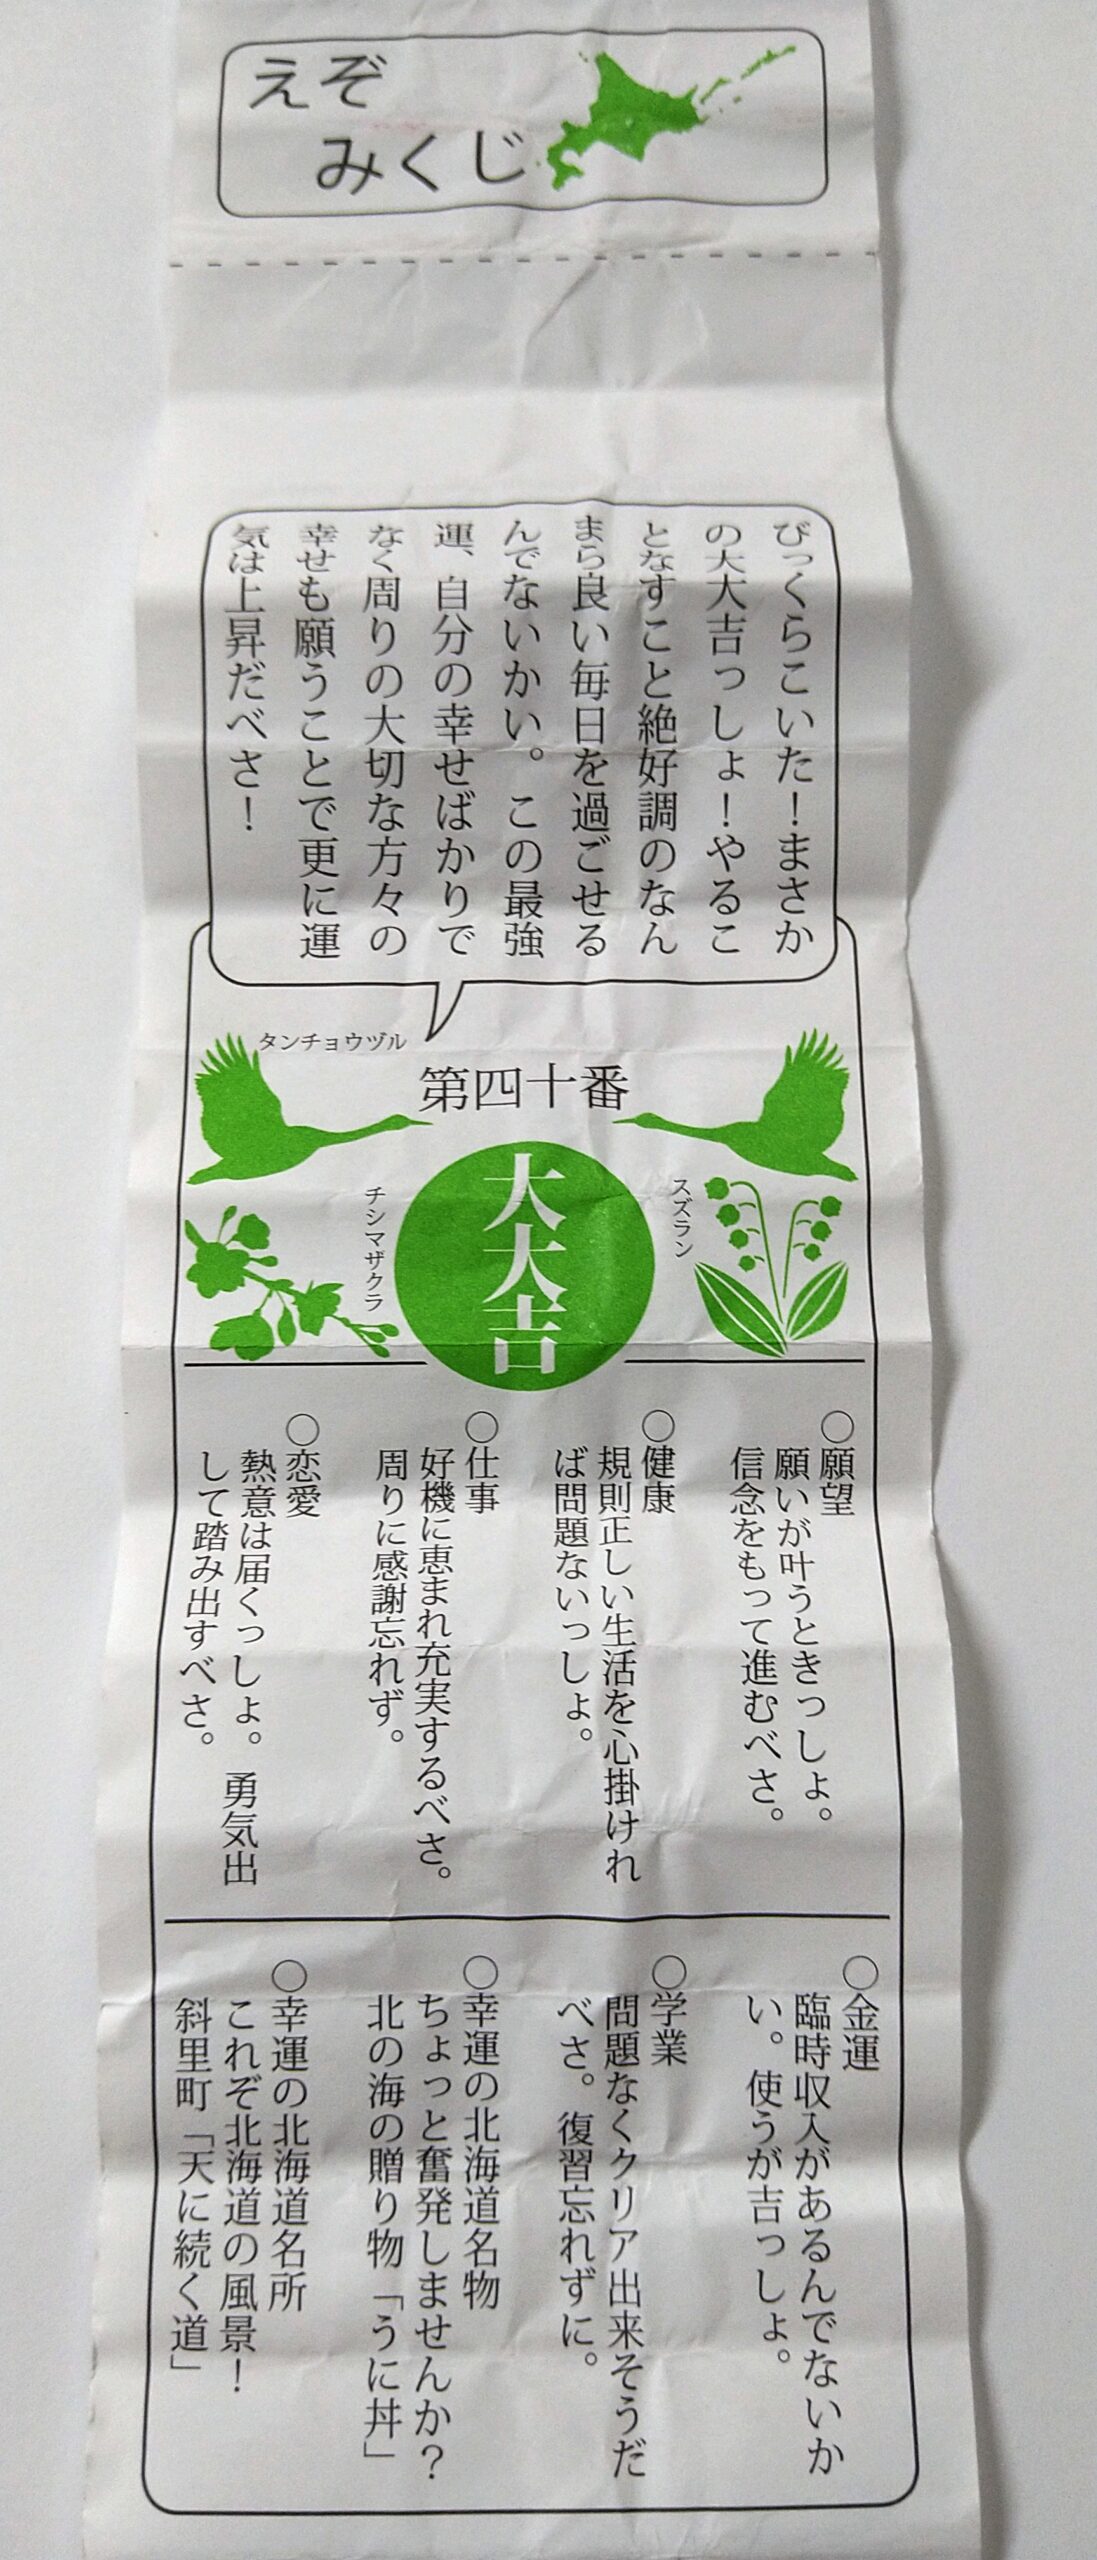 えぞ
みくじ
びっくらこいた！まさか
の大大吉っしょ！やるこ
となすこと絶好調のなん
まら良い毎日を過ごせる
んでないかい。この最強
運、自分の幸せばかりで
なく周りの大切な方々の
幸せも願うことで更に運
気は上昇だべさ！
タンチョウヅル
第四十番
スズラン
大大吉
チシマザクラ
○願望
願いが叶うときっしょ。
信念をもって進むべさ。
○健康
規則正しい生活を心掛けれ
ば問題ないっしょ。
○仕事
好機に恵まれ充実するべさ。
周りに感謝忘れず。
○恋愛
熱意は届くっしょ。勇気出
して踏み出すべさ。
○金運
臨時収入があるんでないか
い。使うが吉っしょ。
○学業
問題なくクリア出来そうだ
べさ。復習忘れずに。
○幸運の北海道名物
ちょっと奮発しませんか？
北の海の贈り物「うに丼」
○幸運の北海道名所
これぞ北海道の風景！
斜里町「天に続く道」